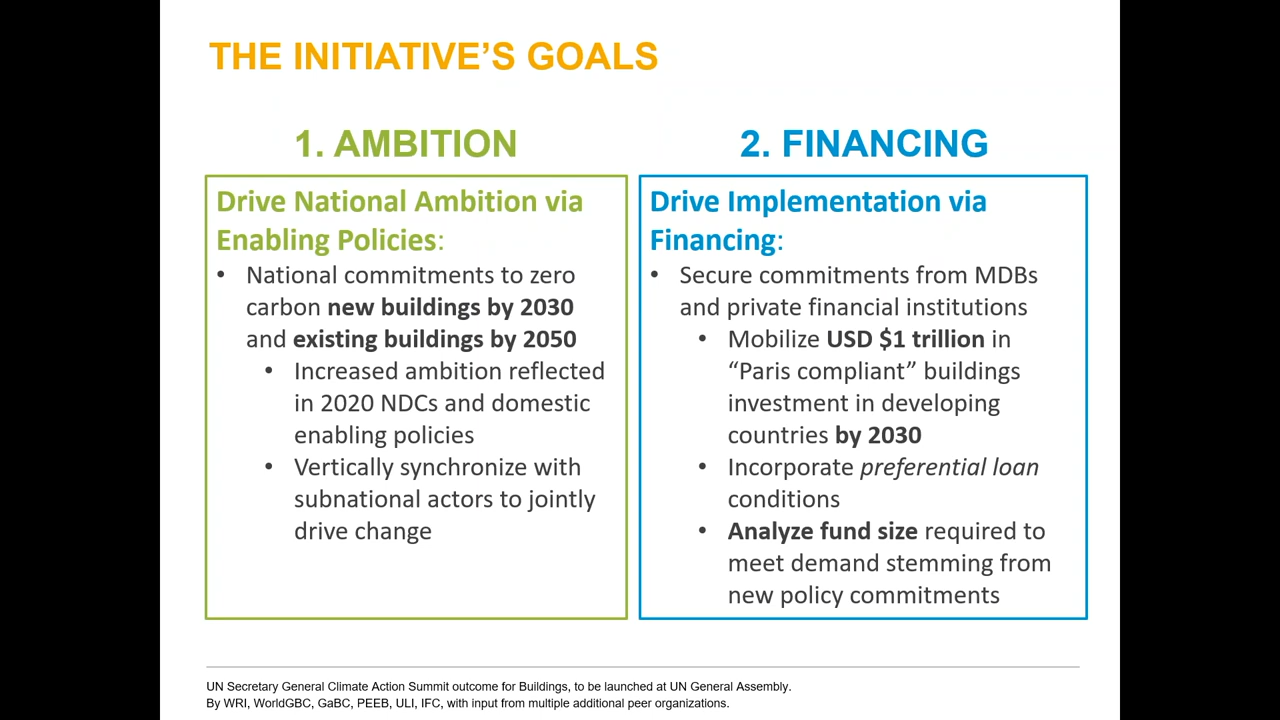 THE INITIATIVE’S GOALS
1. AMBITION
Drive National Ambition via
Enabling Policies:
• National commitments to zero
carbon new buildings by 2030
and existing buildings by 2050
• Increased ambition reflected
in 2020 NDCs and domestic
enabling policies
• Vertically synchronize with
subnational actors to jointly
drive change
2. FINANCING
Drive Implementation via
Financing:
• Secure commitments from MDBs
and private financial institutions
• Mobilize USD $1 trillion in
“Paris compliant” buildings
investment in developing
countries by 2030
• Incorporate preferential loan
conditions
• Analyze fund size required to
meet demand stemming from
new policy commitments
UN Secretary General Climate Action Summit outcome for Buildings, to be launched at UN General Assembly.
By WRI, WorldGBC, GaBC, PEEB, ULI, IFC, with input from multiple additional peer organizations.